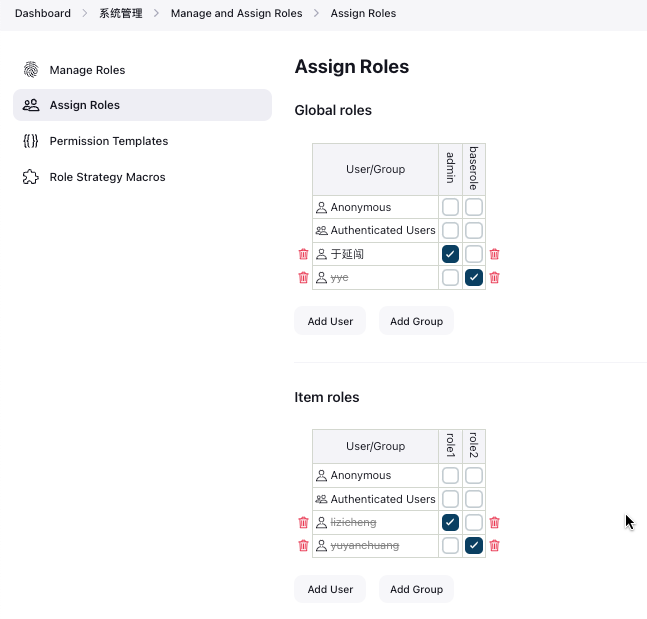 Dashboard > 系统管理 > Manage and Assign Roles > Assign Roles
Manage Roles
Assign Roles
Permission Templates
Role Strategy Macros
Assign Roles
Global roles
User/Group admin baserole
Anonymous
Authenticated Users
于延闯
yyc
Add User Add Group
Item roles
User/Group role1 role2
Anonymous
Authenticated Users
lizicheng
yuyanchuang
Add User Add Group